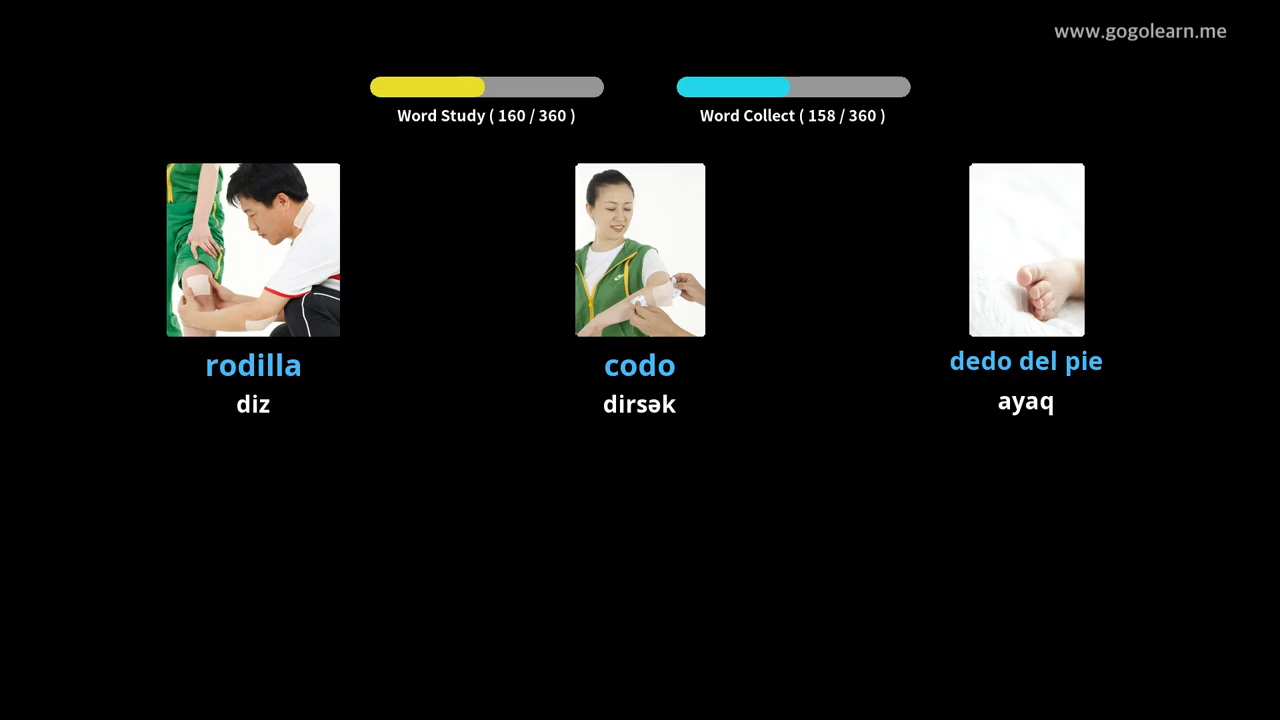 www.gogolearn.me
Word Study ( 160 / 360 )
Word Collect ( 158 / 360 )
rodilla
diz
codo
dirsək
dedo del pie
ayaq